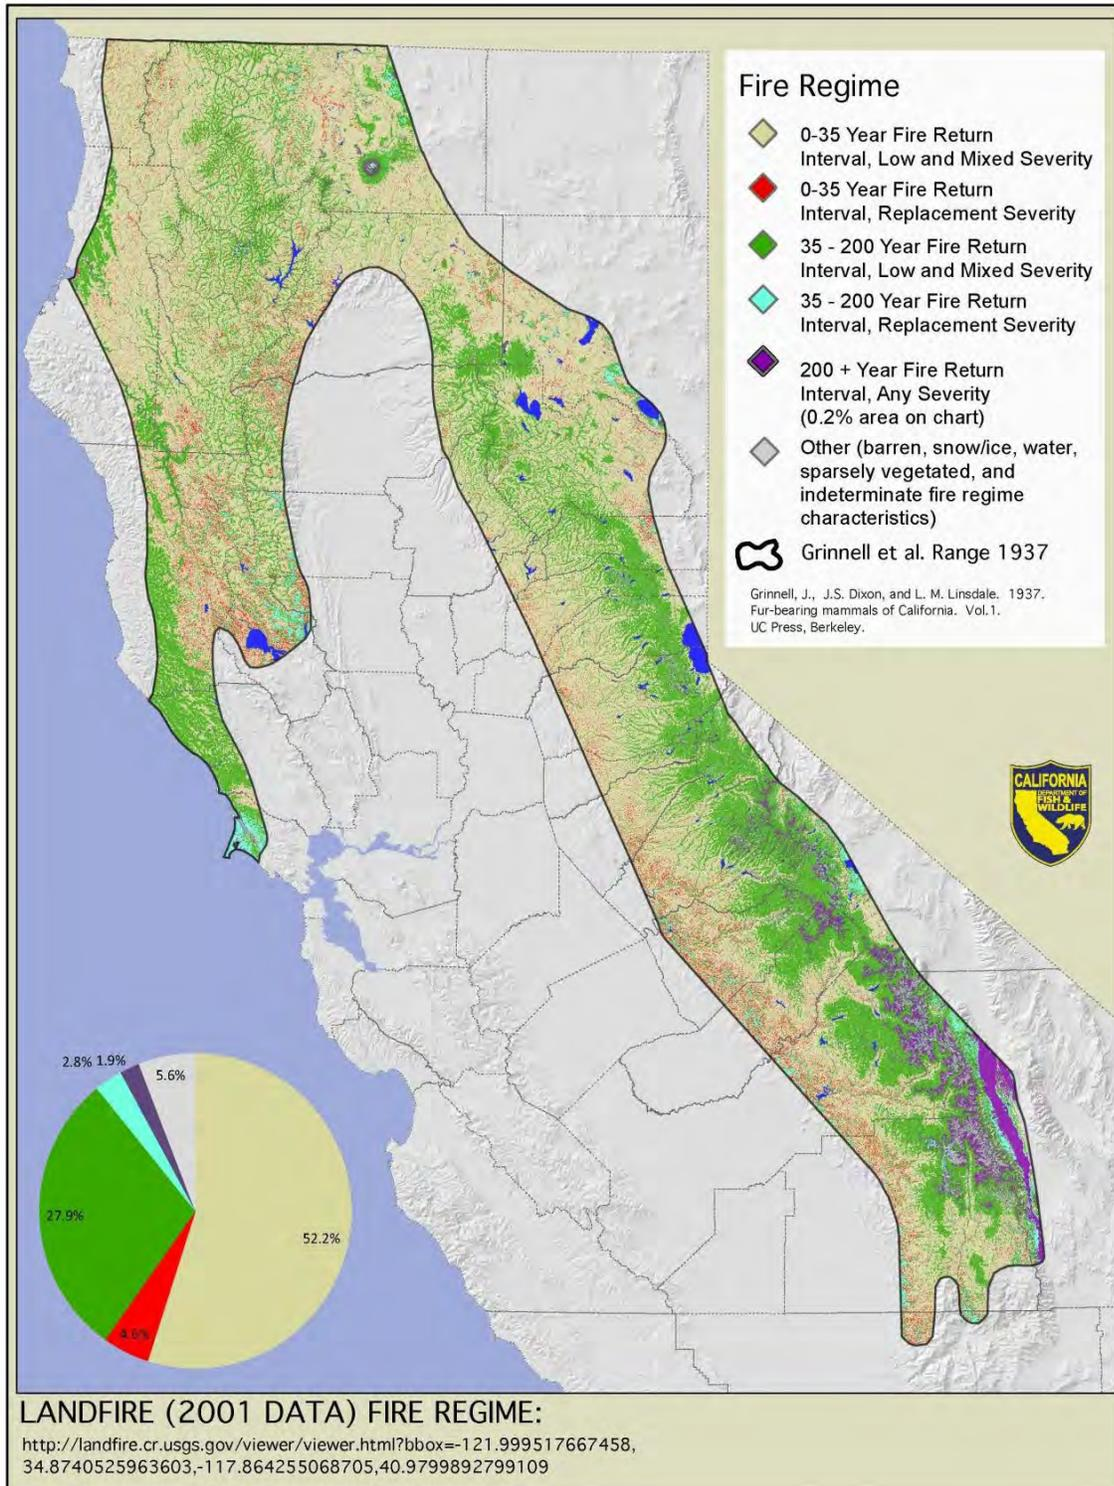 Fire Regime
0-35 Year Fire Return
Interval, Low and Mixed Severity
0-35 Year Fire Return
Interval, Replacement Severity
35 - 200 Year Fire Return
Interval, Low and Mixed Severity
35 - 200 Year Fire Return
Interval, Replacement Severity
200 + Year Fire Return
Interval, Any Severity
(0.2% area on chart)
Other (barren, snow/ice, water,
sparsely vegetated, and
indeterminate fire regime
characteristics)
Grinnell et al. Range 1937
Grinnell, J., J.S. Dixon, and L. M. Linsdale. 1937.
Fur-bearing mammals of California. Vol.1.
UC Press, Berkeley.
CALIFORNIA
DEPARTMENT OF
FISH &
WILDLIFE
2.8% 1.9%
5.6%
27.9%
52.2%
4.6%
LANDFIRE (2001 DATA) FIRE REGIME:
http://landfire.cr.usgs.gov/viewer/viewer.html?bbox=-121.999517667458,
34.8740525963603,-117.864255068705,40.9799892799109